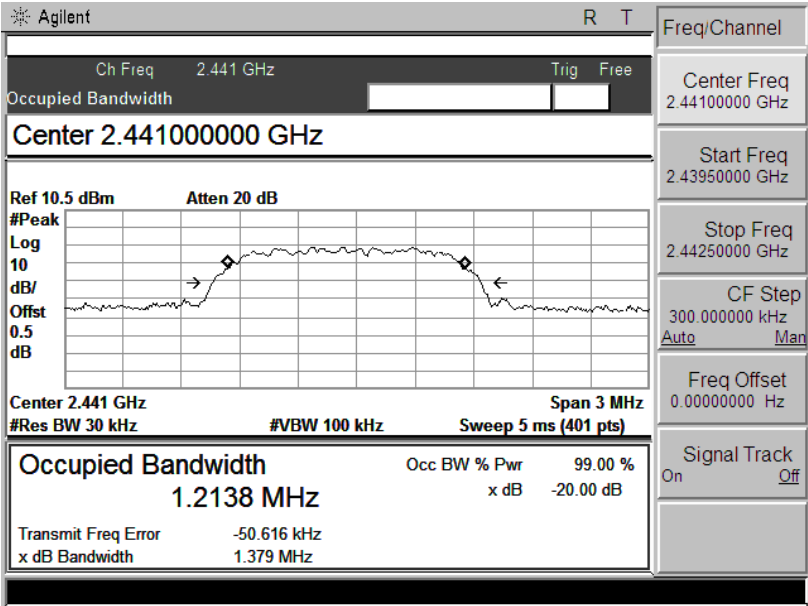 Agilent R T
Freq/Channel
Ch Freq 2.441 GHz Trig Free
Occupied Bandwidth
Center Freq
2.44100000 GHz
Center 2.441000000 GHz
Start Freq
2.43950000 GHz
Ref 10.5 dBm Atten 20 dB
#Peak
Log
10
dB/
Offst
0.5
dB
Stop Freq
2.44250000 GHz
CF Step
300.000000 kHz
Auto Man
Center 2.441 GHz Span 3 MHz
#Res BW 30 kHz #VBW 100 kHz Sweep 5 ms (401 pts)
Freq Offset
0.00000000 Hz
Occupied Bandwidth
1.2138 MHz
Occ BW % Pwr 99.00 %
x dB -20.00 dB
Signal Track
On Off
Transmit Freq Error -50.616 kHz
x dB Bandwidth 1.379 MHz